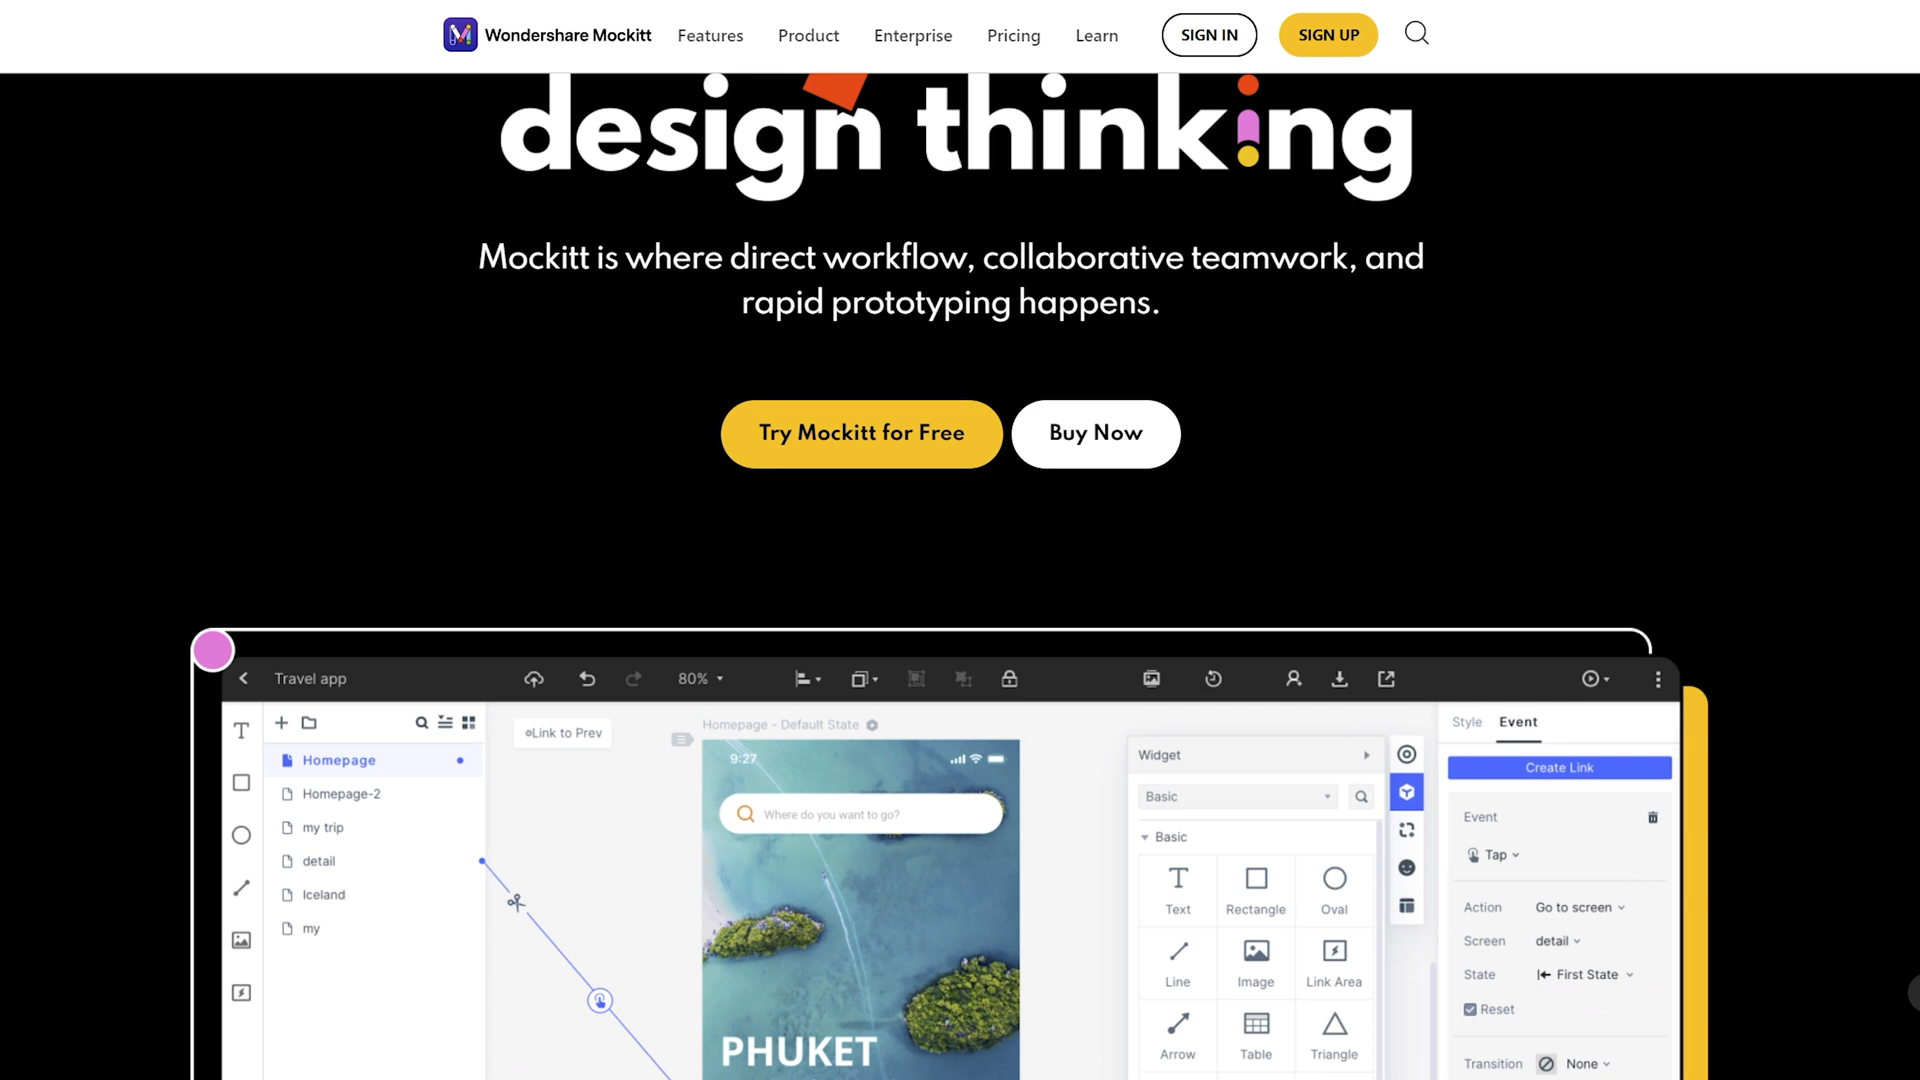 Wondershare Mockitt Features Product Enterprise Pricing Learn SIGN IN SIGN UP
design thinking
Mockitt is where direct workflow, collaborative teamwork, and
rapid prototyping happens.
Try Mockitt for Free Buy Now
Travel app 80%
Homepage
Homepage-2
my trip
detail
Iceland
my
Link to Prev
Homepage - Default State
9:27
Where do you want to go?
PHUKET
Widget
Basic
Basic
Text Rectangle Oval
Line Image Link Area
Arrow Table Triangle
Style Event
Create Link
Event
Tap
Action Go to screen
Screen detail
State First State
Reset
Transition None